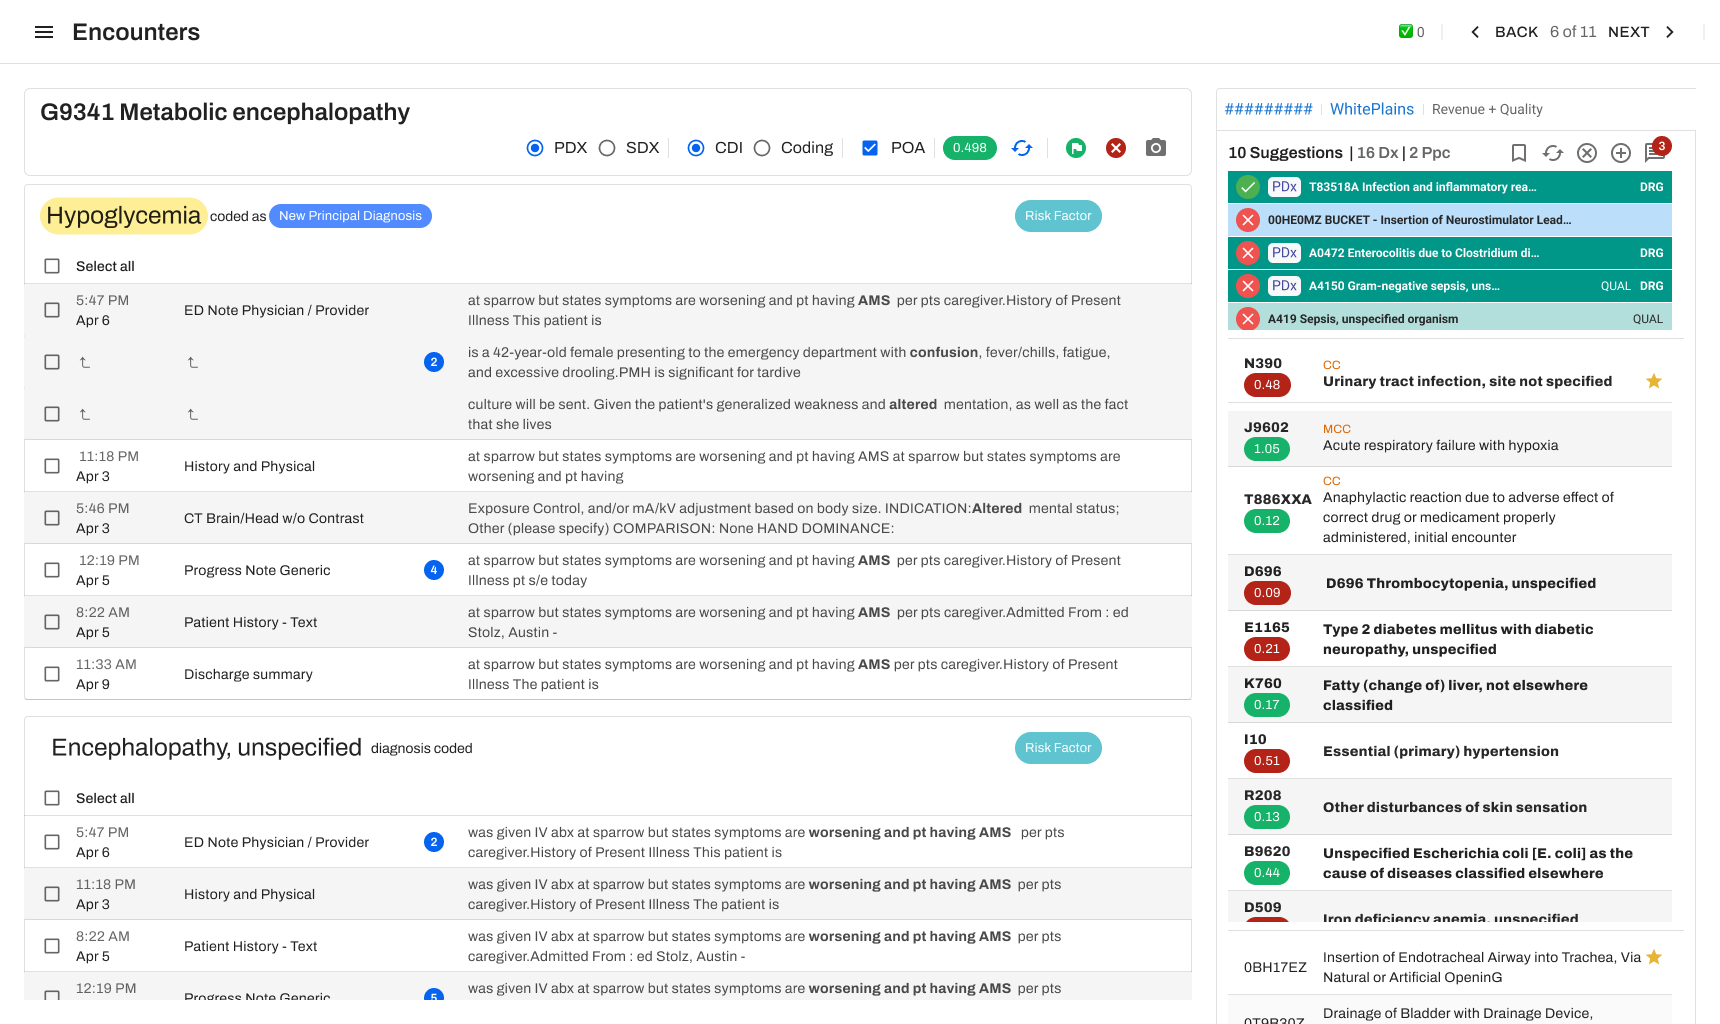 Encounters
0
BACK 6 of 11 NEXT
G9341 Metabolic encephalopathy
PDX SDX CDI Coding POA 0.498
Hypoglycemia coded as New Principal Diagnosis Risk Factor
Select all
5:47 PM
Apr 6
ED Note Physician / Provider
at sparrow but states symptoms are worsening and pt having AMS per pts caregiver.History of Present
Illness This patient is
2
is a 42-year-old female presenting to the emergency department with confusion, fever/chills, fatigue,
and excessive drooling.PMH is significant for tardive
culture will be sent. Given the patient's generalized weakness and altered mentation, as well as the fact
that she lives
11:18 PM
Apr 3
History and Physical
at sparrow but states symptoms are worsening and pt having AMS at sparrow but states symptoms are
worsening and pt having
5:46 PM
Apr 3
CT Brain/Head w/o Contrast
Exposure Control, and/or mA/kV adjustment based on body size. INDICATION:Altered mental status;
Other (please specify) COMPARISON: None HAND DOMINANCE:
12:19 PM
Apr 5
Progress Note Generic
4
at sparrow but states symptoms are worsening and pt having AMS per pts caregiver.History of Present
Illness pt s/e today
8:22 AM
Apr 5
Patient History - Text
at sparrow but states symptoms are worsening and pt having AMS per pts caregiver.Admitted From : ed
Stolz, Austin -
11:33 AM
Apr 9
Discharge summary
at sparrow but states symptoms are worsening and pt having AMS per pts caregiver.History of Present
Illness The patient is
Encephalopathy, unspecified diagnosis coded Risk Factor
Select all
5:47 PM
Apr 6
ED Note Physician / Provider
2
was given IV abx at sparrow but states symptoms are worsening and pt having AMS per pts
caregiver.History of Present Illness This patient is
11:18 PM
Apr 3
History and Physical
was given IV abx at sparrow but states symptoms are worsening and pt having AMS per pts
caregiver.History of Present Illness The patient is
8:22 AM
Apr 5
Patient History - Text
was given IV abx at sparrow but states symptoms are worsening and pt having AMS per pts
caregiver.Admitted From : ed Stolz, Austin -
12:19 PM
Progress Note Generic
5
was given IV abx at sparrow but states symptoms are worsening and pt having AMS per pts
######### WhitePlains Revenue + Quality
10 Suggestions | 16 Dx | 2 Ppc
3
PDx T83518A Infection and inflammatory rea... DRG
00HE0MZ BUCKET - Insertion of Neurostimulator Lead...
PDx A0472 Enterocolitis due to Clostridium di... DRG
PDx A4150 Gram-negative sepsis, uns... QUAL DRG
A419 Sepsis, unspecified organism QUAL
N390
0.48
CC
Urinary tract infection, site not specified
J9602
1.05
MCC
Acute respiratory failure with hypoxia
T886XXA
0.12
CC
Anaphylactic reaction due to adverse effect of
correct drug or medicament properly
administered, initial encounter
D696
0.09
D696 Thrombocytopenia, unspecified
E1165
0.21
Type 2 diabetes mellitus with diabetic
neuropathy, unspecified
K760
0.17
Fatty (change of) liver, not elsewhere
classified
I10
0.51
Essential (primary) hypertension
R208
0.13
Other disturbances of skin sensation
B9620
0.44
Unspecified Escherichia coli [E. coli] as the
cause of diseases classified elsewhere
D509
Iron deficiency anemia, unspecified
0BH17EZ
Insertion of Endotracheal Airway into Trachea, Via
Natural or Artificial OpeninG
0T9B30Z
Drainage of Bladder with Drainage Device,